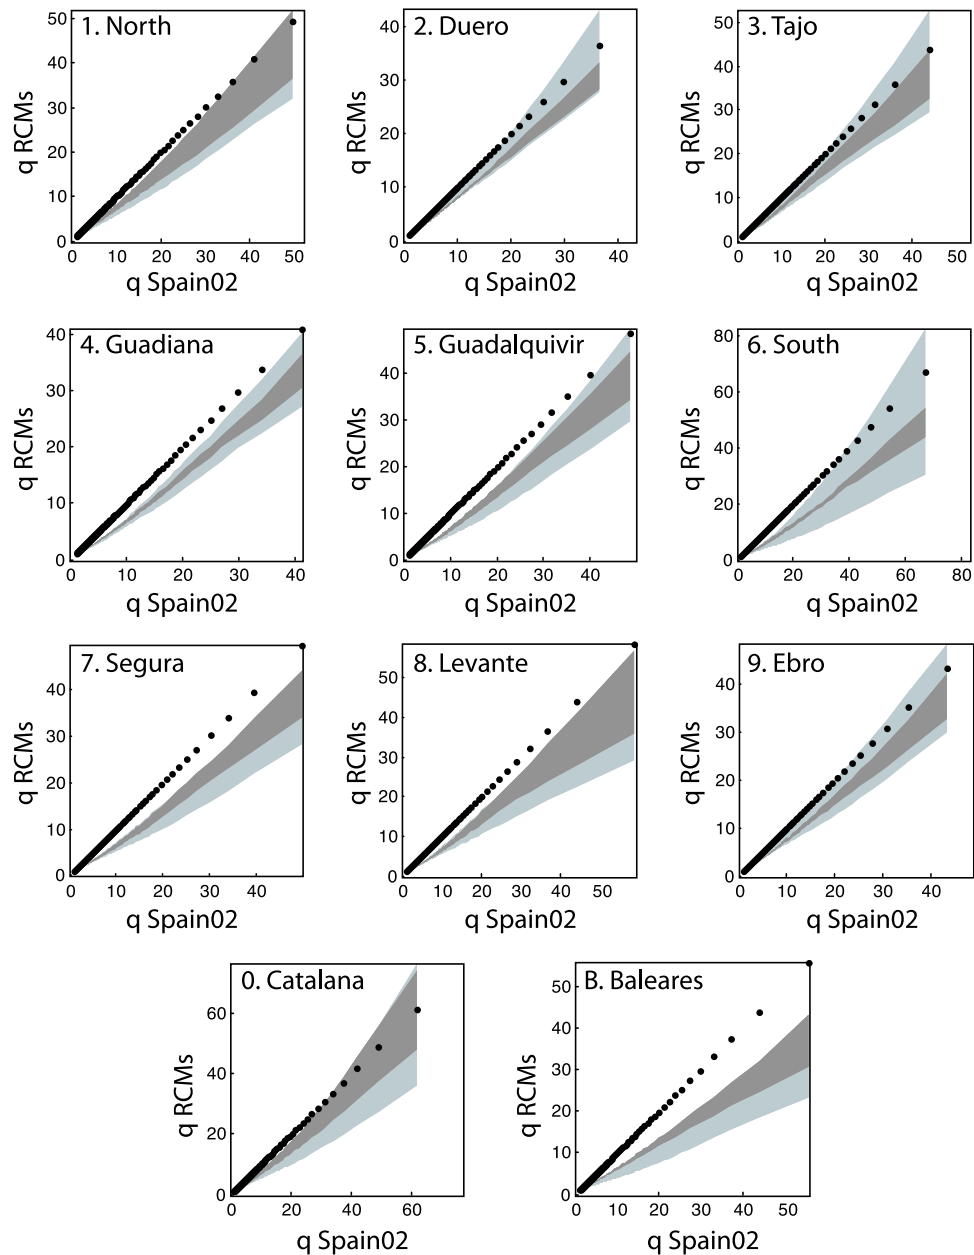 1. North
q RCMs
50
40
30
20
10
0
0 10 20 30 40 50
q Spain02
2. Duero
q RCMs
40
30
20
10
0
0 10 20 30 40
q Spain02
3. Tajo
q RCMs
50
40
30
20
10
0
0 10 20 30 40 50
q Spain02
4. Guadiana
q RCMs
40
30
20
10
0
0 10 20 30 40
q Spain02
5. Guadalquivir
q RCMs
40
30
20
10
0
0 10 20 30 40
q Spain02
6. South
q RCMs
80
60
40
20
0
0 20 40 60 80
q Spain02
7. Segura
q RCMs
40
30
20
10
0
0 10 20 30 40
q Spain02
8. Levante
q RCMs
50
40
30
20
10
0
0 10 20 30 40 50
q Spain02
9. Ebro
q RCMs
40
30
20
10
0
0 10 20 30 40
q Spain02
0. Catalana
q RCMs
60
40
20
0
0 20 40 60
q Spain02
B. Baleares
q RCMs
50
40
30
20
10
0
0 10 20 30 40 50
q Spain02